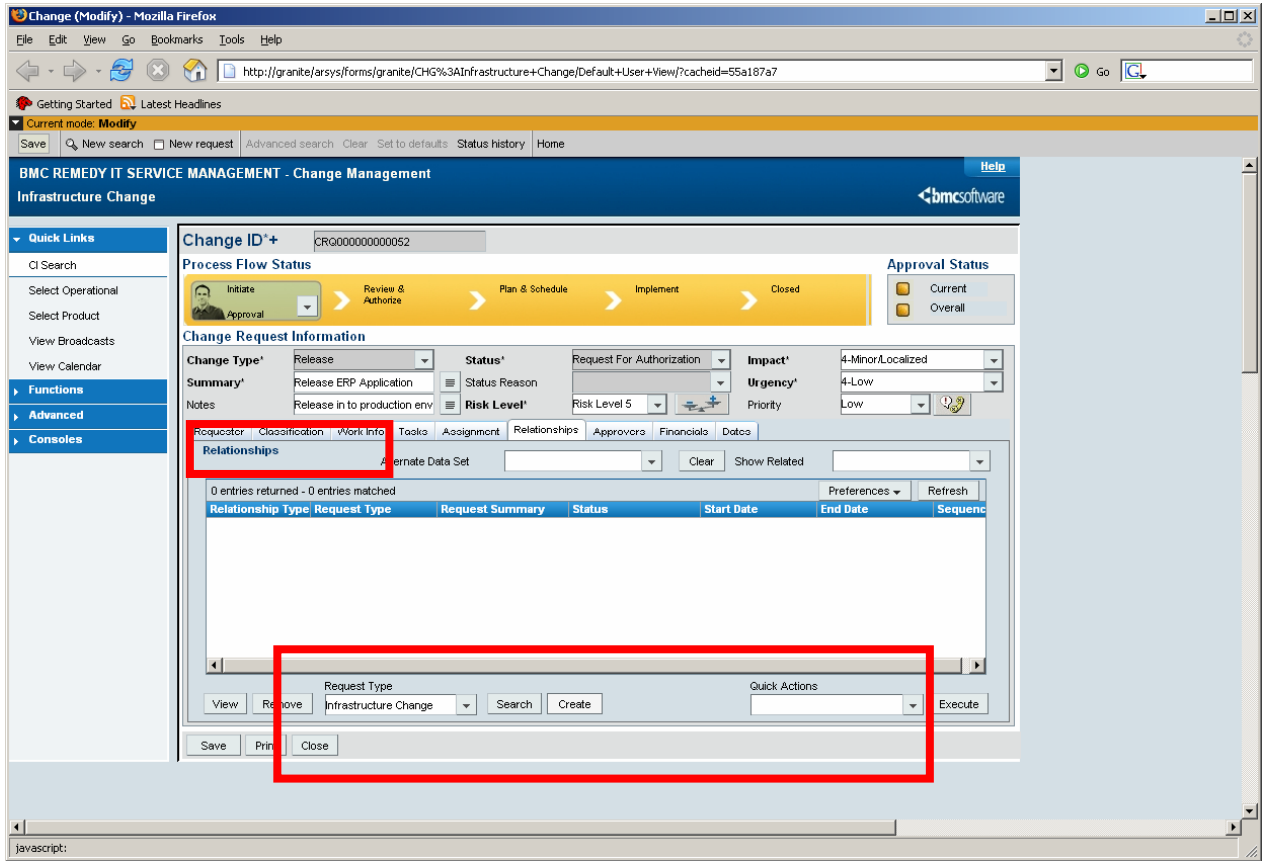 Change (Modify) - Mozilla Firefox
File Edit View Go Bookmarks Tools Help
http://granite/arsys/forms/granite/CHG%3AInfrastructure+Change/Default+User+View/?cacheid=55a187a7 Go G
Getting Started Latest Headlines
Current mode: Modify
Save New search New request Advanced search Clear Set to defaults Status history Home
BMC REMEDY IT SERVICE MANAGEMENT - Change Management Help
Infrastructure Change bmcsoftware
Quick Links
CI Search
Select Operational
Select Product
View Broadcasts
View Calendar
Functions
Advanced
Consoles
Change ID*+ CRQ000000000052
Process Flow Status Approval Status
Initiate Review & Authorize Plan & Schedule Implement Closed Current
Approval Overall
Change Request Information
Change Type* Release Status* Request For Authorization Impact* 4-Minor/Localized
Summary* Release ERP Application Status Reason Urgency* 4-Low
Notes Release in to production env Risk Level* Risk Level 5 Priority Low
Requester Classification Work Info Tasks Assignment Relationships Approvers Financials Dates
Relationships Alternate Data Set Clear Show Related
0 entries returned - 0 entries matched Preferences Refresh
Relationship Type Request Type Request Summary Status Start Date End Date Sequenc
Request Type Quick Actions
View Remove Infrastructure Change Search Create Execute
Save Print Close
javascript: